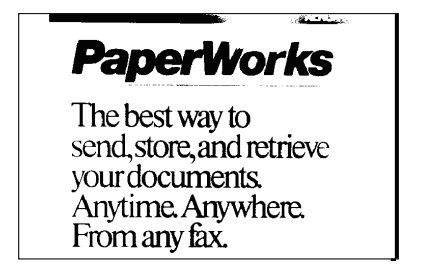 PaperWorks
The best way to
send, store, and retrieve
your documents.
Anytime. Anywhere.
From any fax.